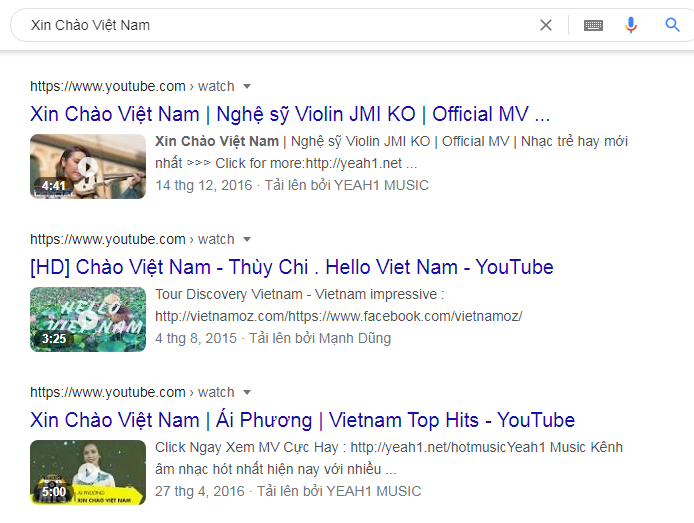 Xin Chào Việt Nam
https://www.youtube.com › watch
Xin Chào Việt Nam | Nghệ sỹ Violin JMI KO | Official MV ...
4:41
Xin Chào Việt Nam | Nghệ sỹ Violin JMI KO | Official MV | Nhạc trẻ hay mới
nhất >>> Click for more:http://yeah1.net ...
14 thg 12, 2016 · Tải lên bởi YEAH1 MUSIC
https://www.youtube.com › watch
[HD] Chào Việt Nam - Thùy Chi . Hello Viet Nam - YouTube
HELLO
VIETNAM
3:25
Tour Discovery Vietnam - Vietnam impressive :
http://vietnamoz.com/https://www.facebook.com/vietnamoz/
4 thg 8, 2015 · Tải lên bởi Mạnh Dũng
https://www.youtube.com › watch
Xin Chào Việt Nam | Ái Phương | Vietnam Top Hits - YouTube
ÁI PHƯƠNG
5:00 XIN CHÀO VIỆT NAM
Click Ngay Xem MV Cực Hay : http://yeah1.net/hotmusicYeah1 Music Kênh
âm nhạc hót nhất hiện nay với nhiều ...
27 thg 4, 2016 · Tải lên bởi YEAH1 MUSIC